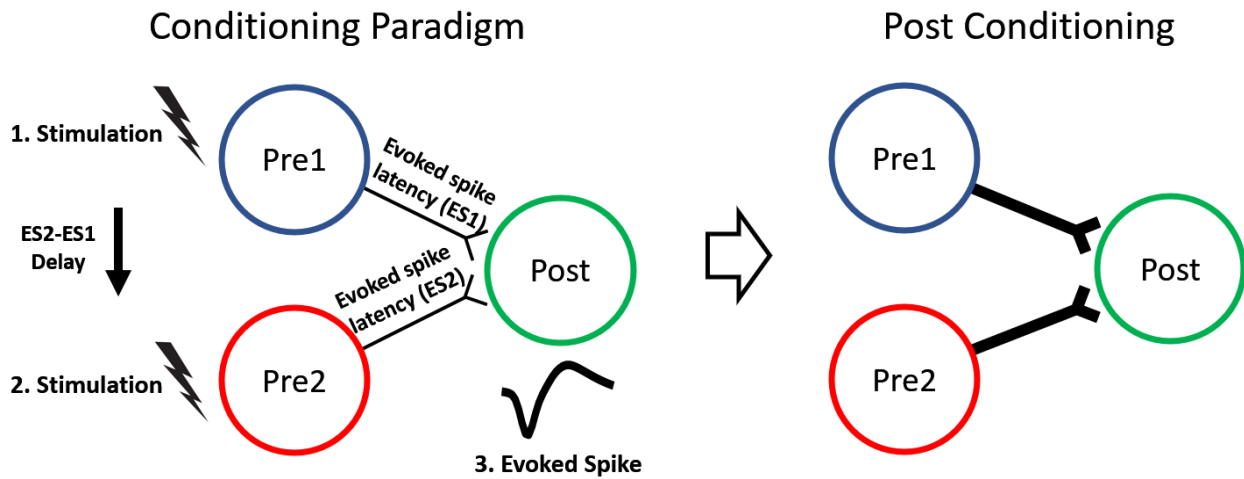 Conditioning Paradigm
Post Conditioning
1. Stimulation
Pre1
Evoked spike
latency (ES1)
ES2-ES1
Delay
Evoked spike
latency (ES2)
Post
2. Stimulation
Pre2
3. Evoked Spike
Pre1
Post
Pre2